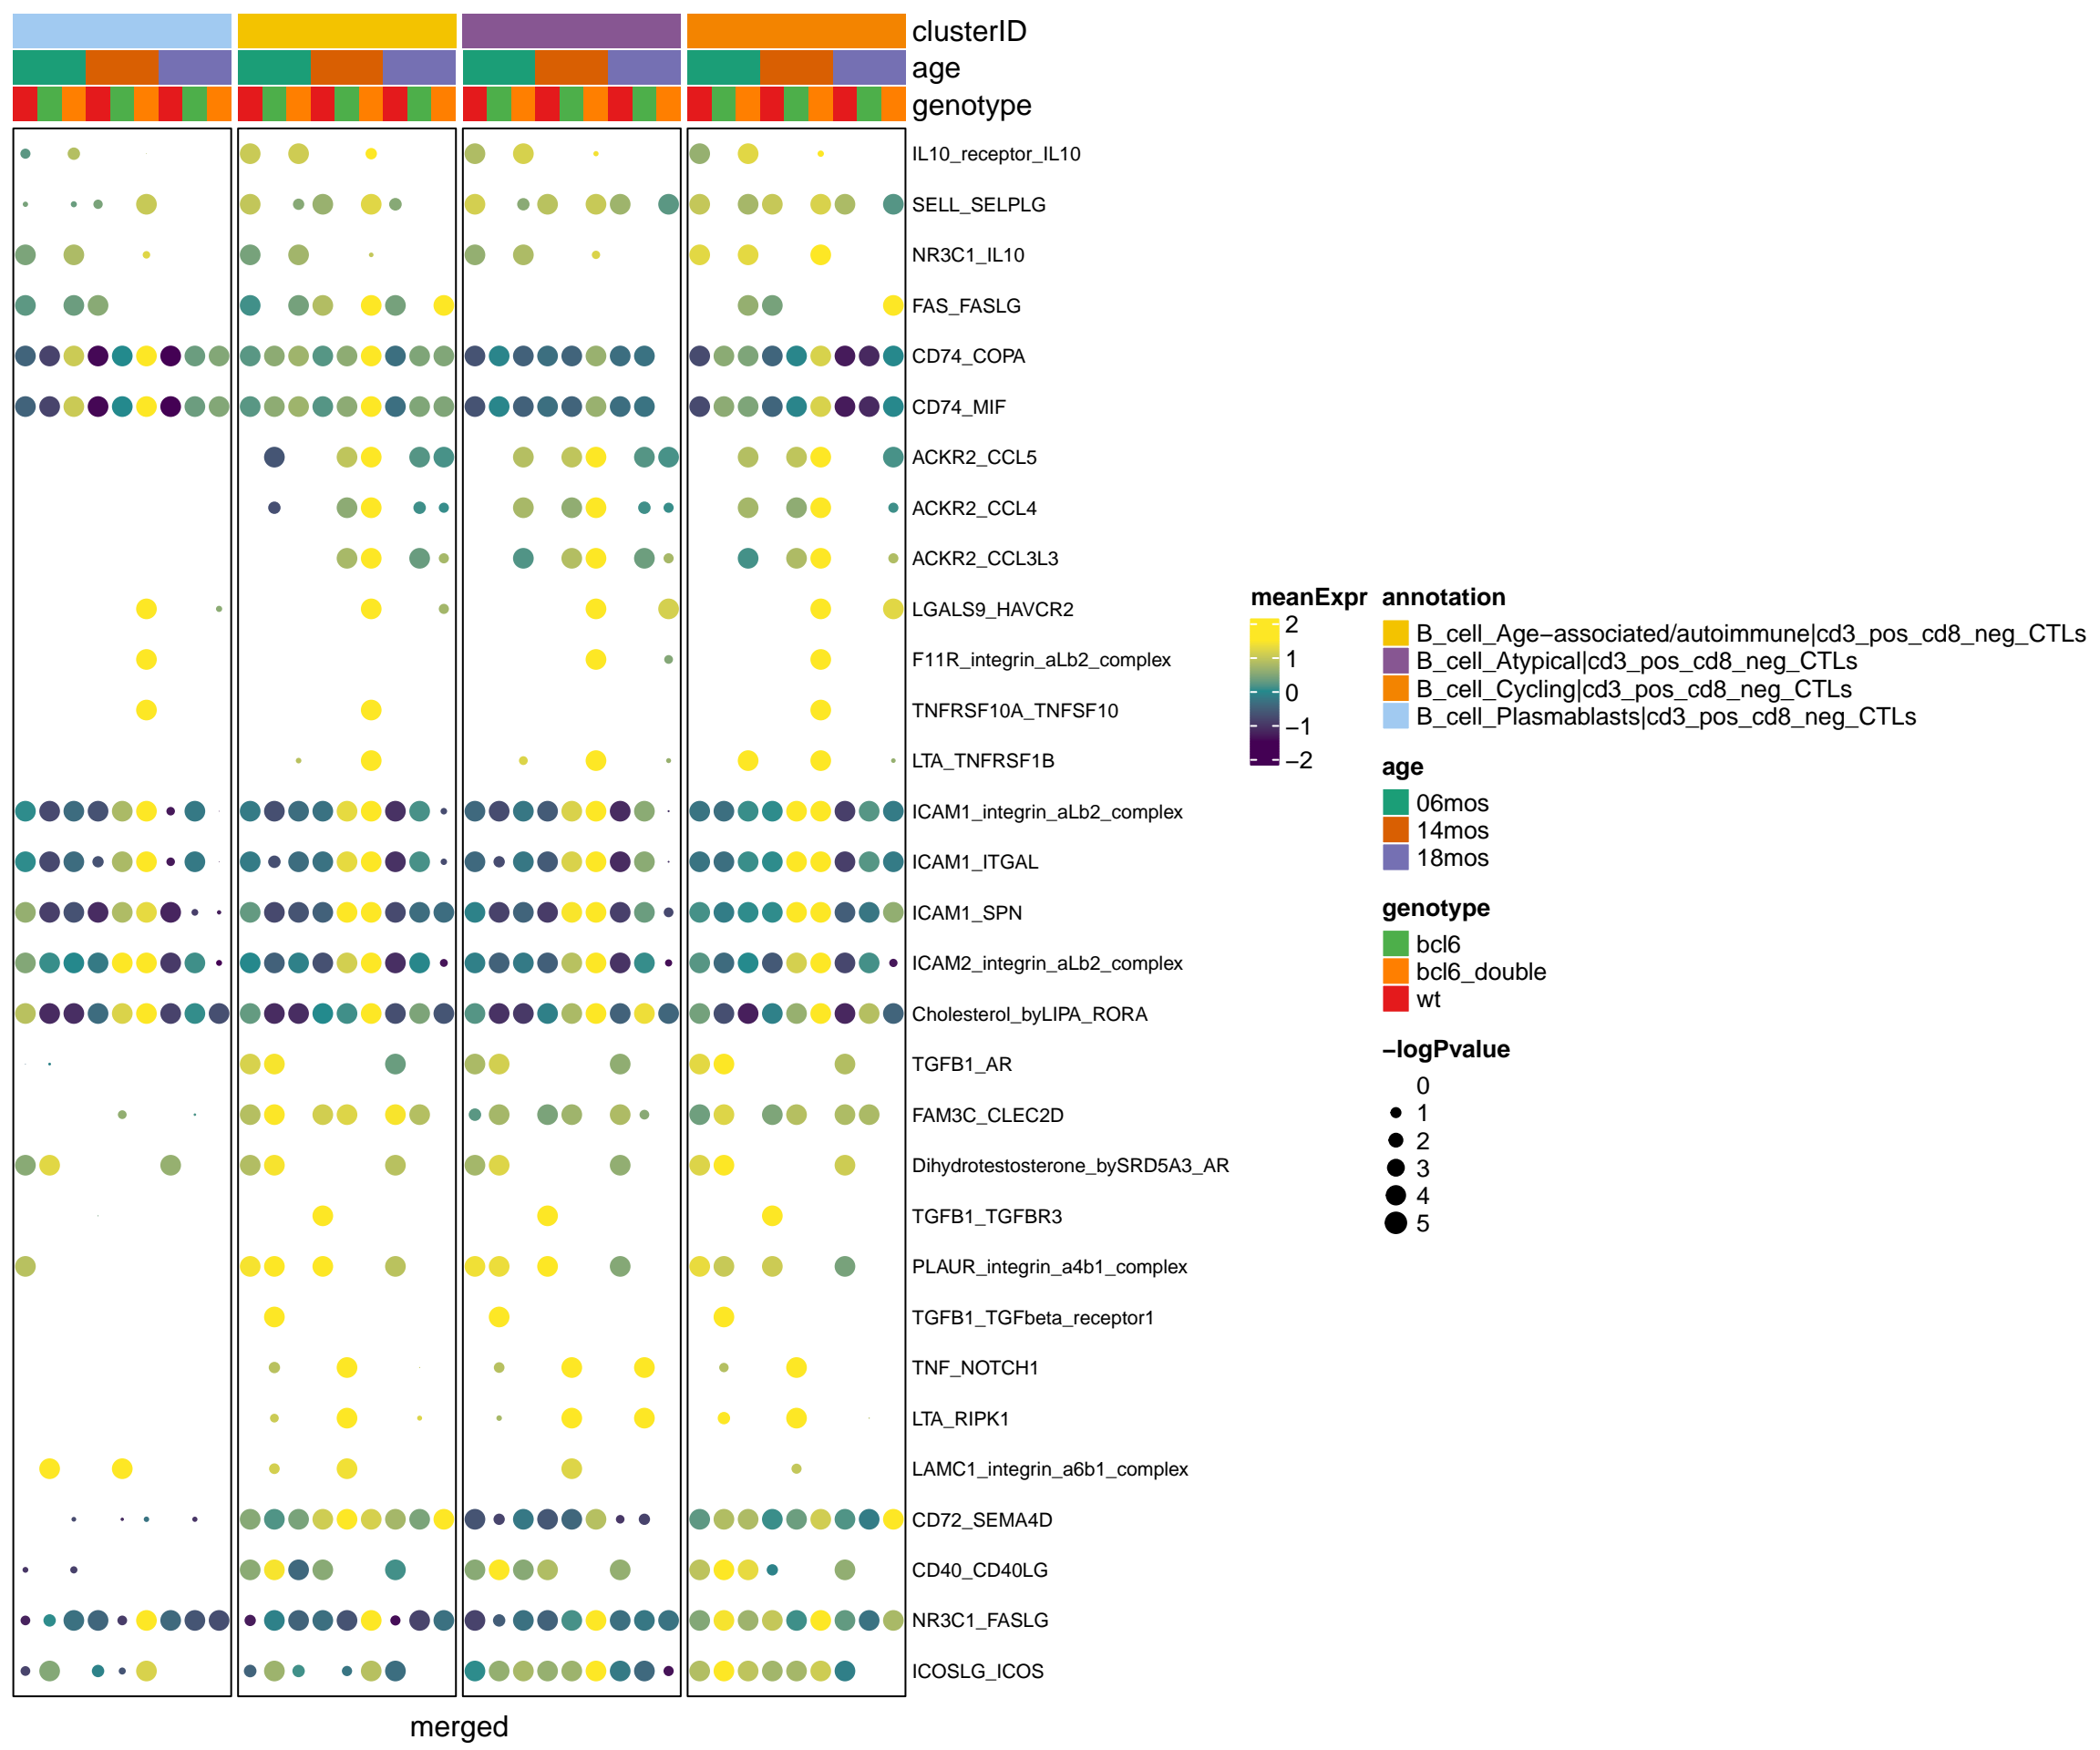 clusterID
age
genotype
IL10_receptor_IL10
SELL_SELPLG
NR3C1_IL10
FAS_FASLG
CD74_COPA
CD74_MIF
ACKR2_CCL5
ACKR2_CCL4
ACKR2_CCL3L3
LGALS9_HAVCR2
F11R_integrin_aLb2_complex
TNFRSF10A_TNFSF10
LTA_TNFRSF1B
ICAM1_integrin_aLb2_complex
ICAM1_ITGAL
ICAM1_SPN
ICAM2_integrin_aLb2_complex
Cholesterol_byLIPA_RORA
TGFB1_AR
FAM3C_CLEC2D
Dihydrotestosterone_bySRD5A3_AR
TGFB1_TGFBR3
PLAUR_integrin_a4b1_complex
TGFB1_TGFbeta_receptor1
TNF_NOTCH1
LTA_RIPK1
LAMC1_integrin_a6b1_complex
CD72_SEMA4D
CD40_CD40LG
NR3C1_FASLG
ICOSLG_ICOS
merged
meanExpr
2
1
0
−1
−2
annotation
B_cell_Age−associated/autoimmune|cd3_pos_cd8_neg_CTLs
B_cell_Atypical|cd3_pos_cd8_neg_CTLs
B_cell_Cycling|cd3_pos_cd8_neg_CTLs
B_cell_Plasmablasts|cd3_pos_cd8_neg_CTLs
age
06mos
14mos
18mos
genotype
bcl6
bcl6_double
wt
−logPvalue
0
1
2
3
4
5